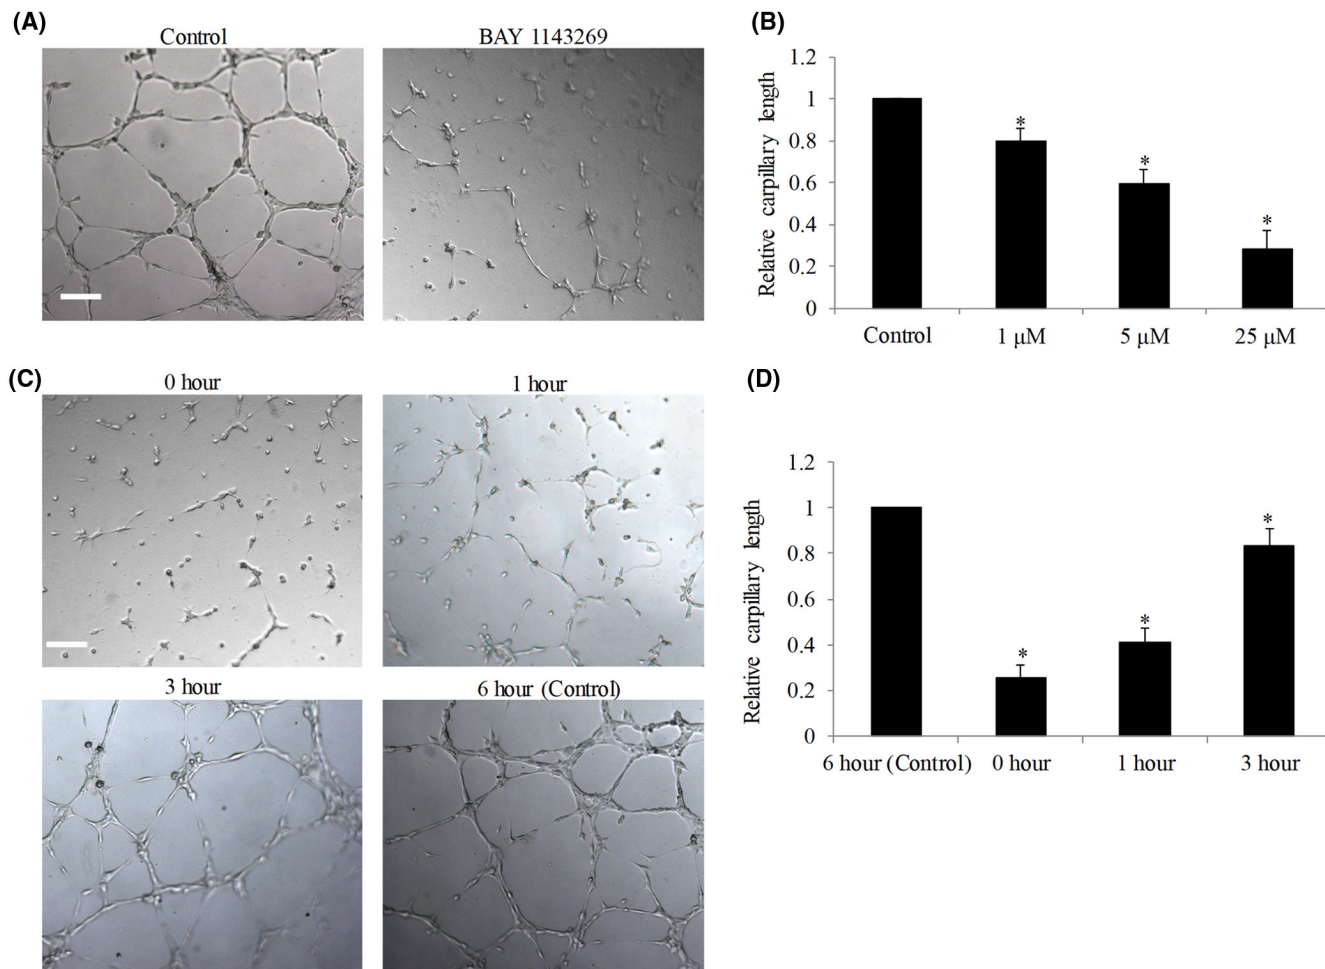 (A)
Control
BAY 1143269
(B)
Relative carpillary length
1.2
1
0.8
0.6
0.4
0.2
0
*
*
*
Control
1 μM
5 μM
25 μM
(C)
0 hour
1 hour
3 hour
6 hour (Control)
(D)
Relative carpillary length
1.2
1
0.8
0.6
0.4
0.2
0
*
*
*
6 hour (Control)
0 hour
1 hour
3 hour